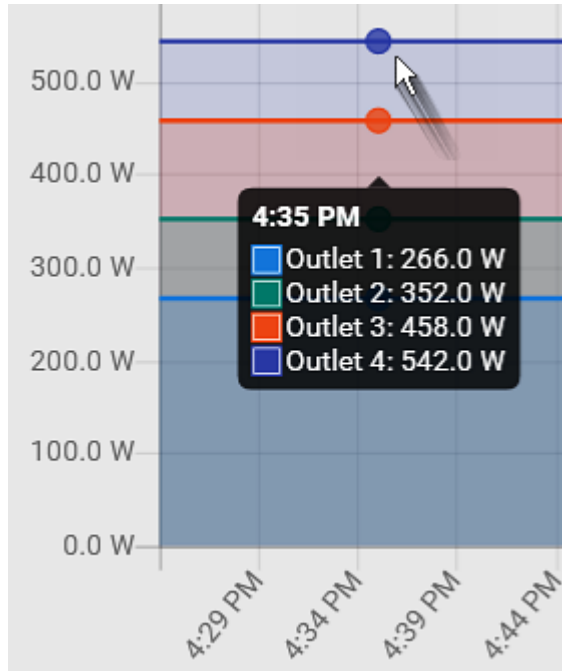 500.0 W
400.0 W
300.0 W
200.0 W
100.0 W
0.0 W
4:35 PM
Outlet 1: 266.0 W
Outlet 2: 352.0 W
Outlet 3: 458.0 W
Outlet 4: 542.0 W
4:29 PM
4:34 PM
4:39 PM
4:44 PM